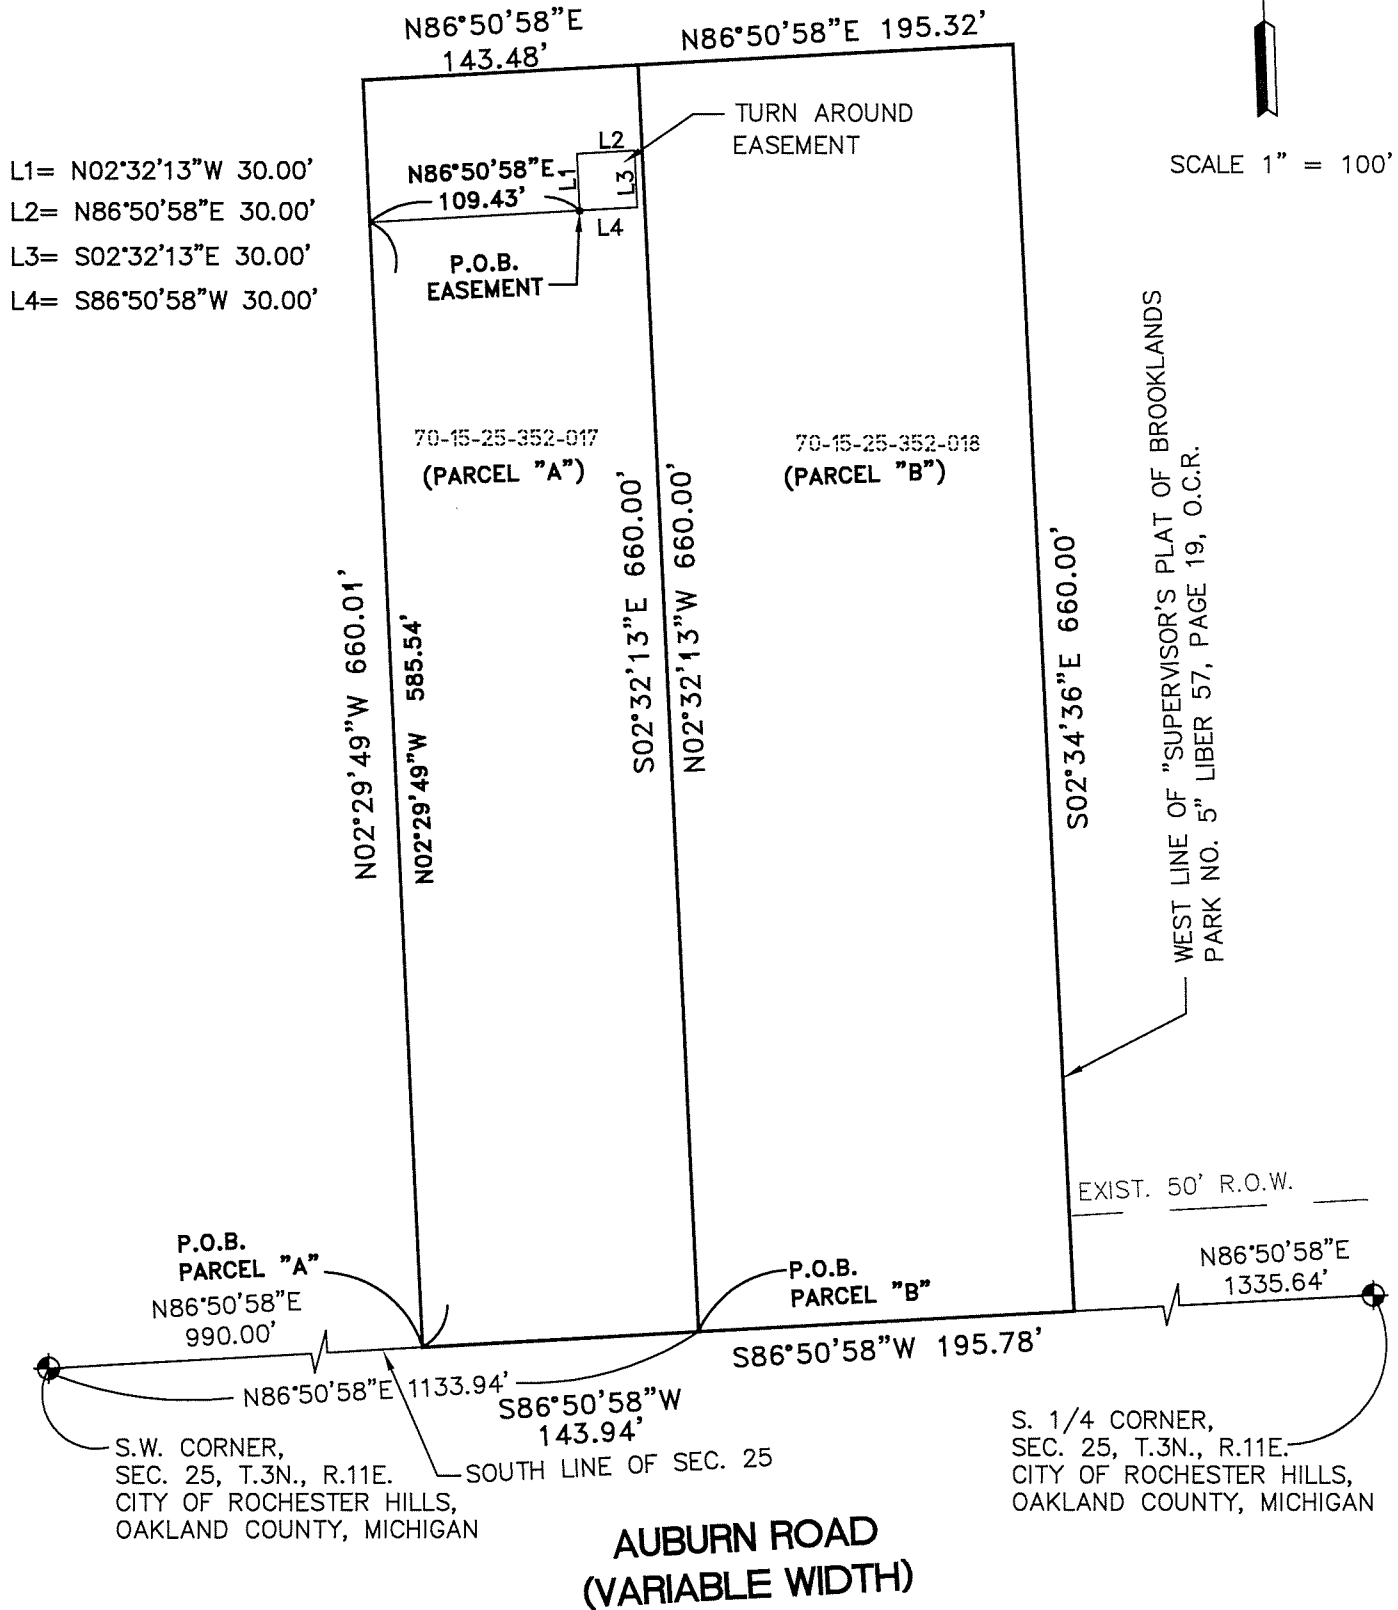 N86°50'58"E
143.48'
N86°50'58"E 195.32'
TURN AROUND
EASEMENT
SCALE 1" = 100'
L1= N02°32'13"W 30.00'
L2= N86°50'58"E 30.00'
L3= S02°32'13"E 30.00'
L4= S86°50'58"W 30.00'
N86°50'58"E
109.43'
L1
L2
L3
L4
P.O.B.
EASEMENT
70-15-25-352-017
(PARCEL "A")
70-15-25-352-018
(PARCEL "B")
N02°29'49"W 660.01'
N02°29'49"W 585.54'
S02°32'13"E 660.00'
N02°32'13"W 660.00'
S02°34'36"E 660.00'
WEST LINE OF "SUPERVISOR'S PLAT OF BROOKLANDS
PARK NO. 5" LIBER 57, PAGE 19, O.C.R.
EXIST. 50' R.O.W.
P.O.B.
PARCEL "A"
N86°50'58"E
990.00'
P.O.B.
PARCEL "B"
N86°50'58"E
1335.64'
S86°50'58"W 195.78'
N86°50'58"E 1133.94'
S86°50'58"W
143.94'
S.W. CORNER,
SEC. 25, T.3N., R.11E.
CITY OF ROCHESTER HILLS,
OAKLAND COUNTY, MICHIGAN
SOUTH LINE OF SEC. 25
S. 1/4 CORNER,
SEC. 25, T.3N., R.11E.
CITY OF ROCHESTER HILLS,
OAKLAND COUNTY, MICHIGAN
AUBURN ROAD
(VARIABLE WIDTH)